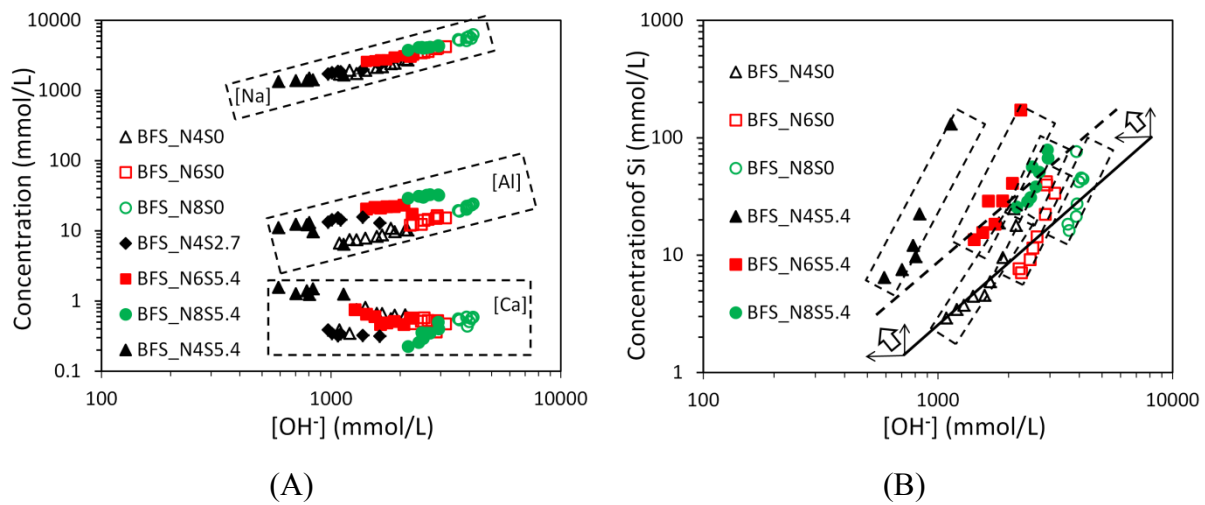 10000
1000
100
10
1
0.1
Concentration (mmol/L)
[Na]
[Al]
[Ca]
BFS_N4S0
BFS_N6S0
BFS_N8S0
BFS_N4S2.7
BFS_N6S5.4
BFS_N8S5.4
BFS_N4S5.4
100
1000
10000
[OH-] (mmol/L)
(A)
1000
100
10
1
Concentration of Si (mmol/L)
BFS_N4S0
BFS_N6S0
BFS_N8S0
BFS_N4S5.4
BFS_N6S5.4
BFS_N8S5.4
100
1000
10000
[OH-] (mmol/L)
(B)